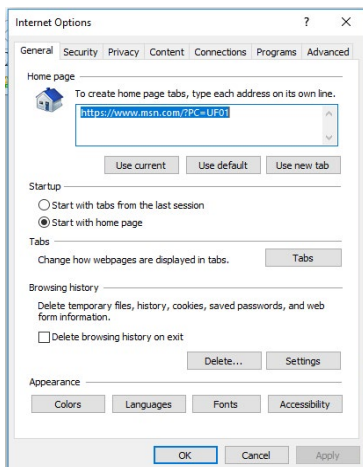 Internet Options
General Security Privacy Content Connections Programs Advanced
Home page
To create home page tabs, type each address on its own line.
https://www.msn.com/?PC=UF01
Use current Use default Use new tab
Startup
Start with tabs from the last session
Start with home page
Tabs
Change how webpages are displayed in tabs. Tabs
Browsing history
Delete temporary files, history, cookies, saved passwords, and web
form information.
Delete browsing history on exit
Delete... Settings
Appearance
Colors Languages Fonts Accessibility
OK Cancel Apply